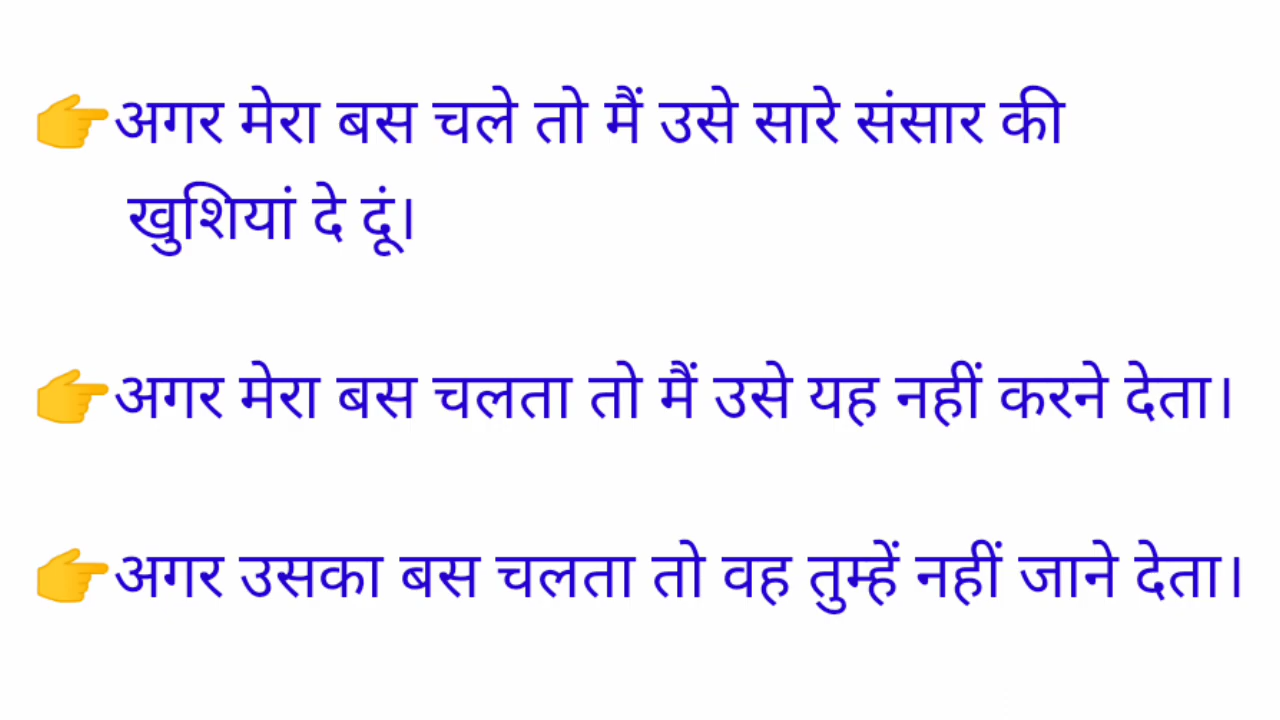 👉अगर मेरा बस चले तो मैं उसे सारे संसार की
खुशियां दे दूं।
👉अगर मेरा बस चलता तो मैं उसे यह नहीं करने देता।
👉अगर उसका बस चलता तो वह तुम्हें नहीं जाने देता।